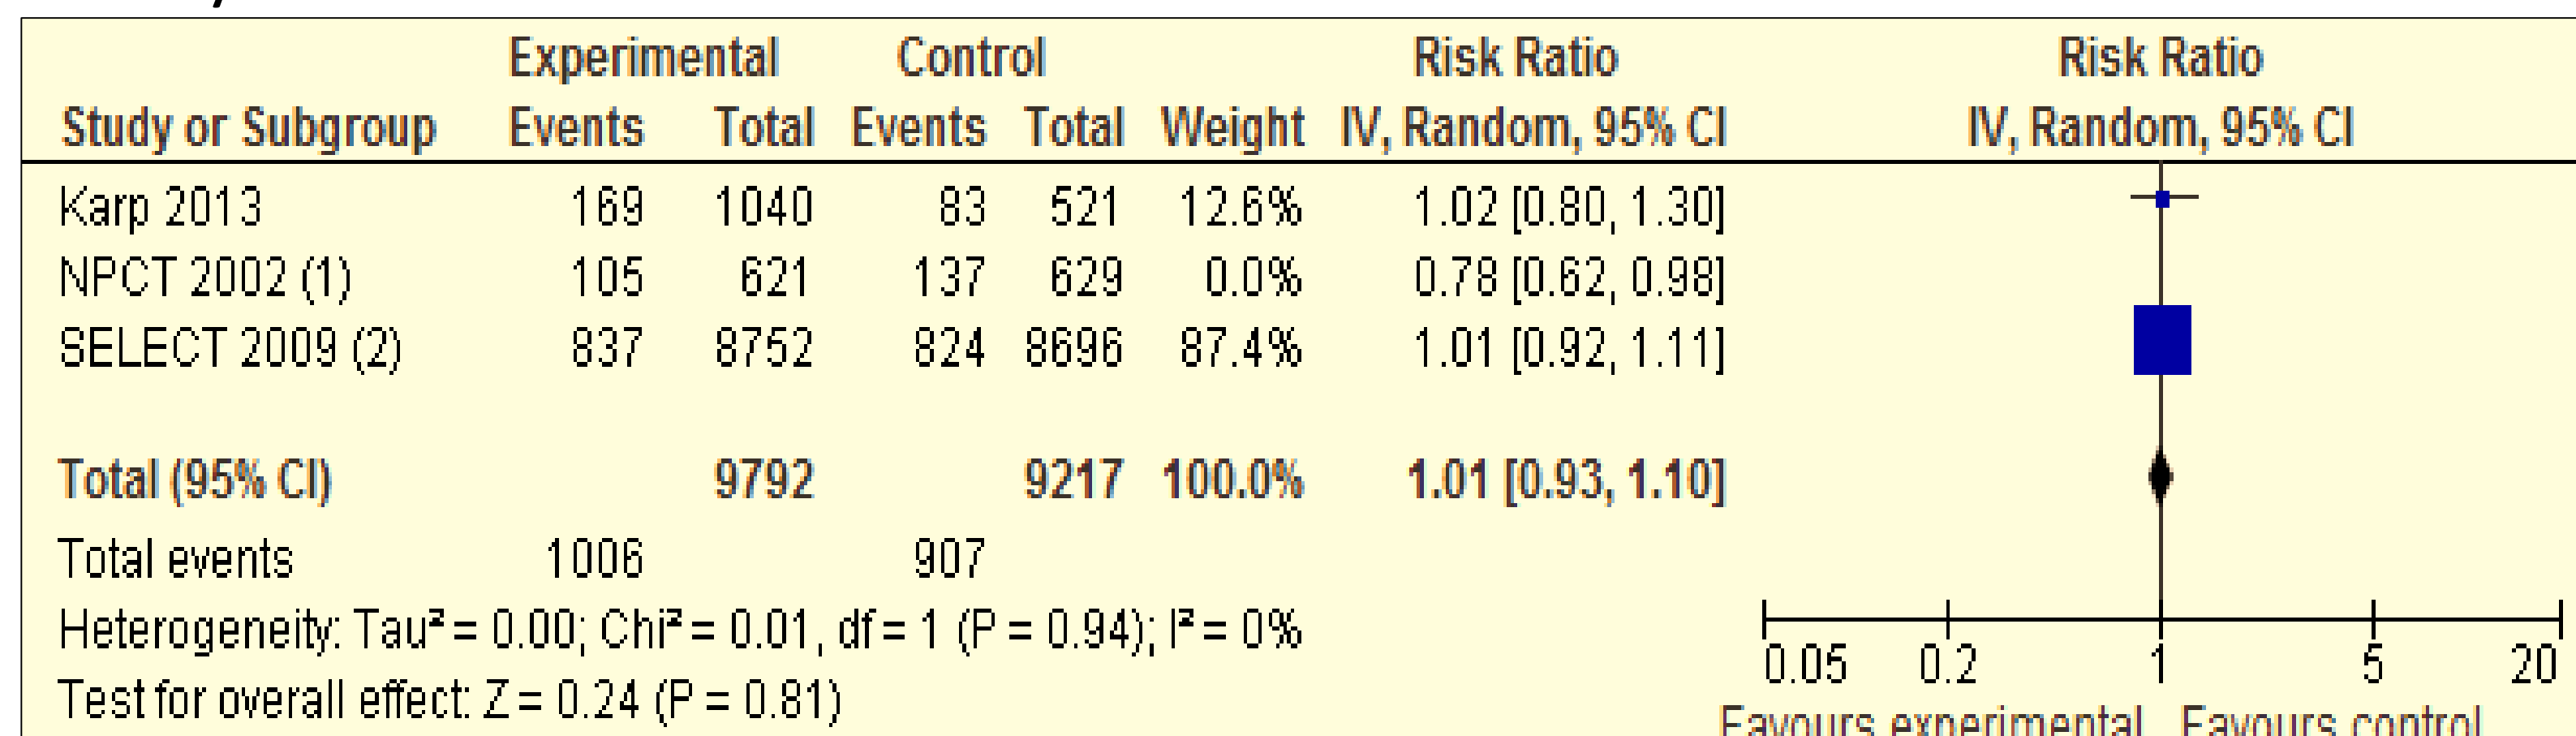 Experimental Control Risk Ratio Risk Ratio
Study or Subgroup Events Total Events Total Weight IV, Random, 95% CI IV, Random, 95% CI
Karp 2013 169 1040 83 521 12.6% 1.02 [0.80, 1.30]
NPCT 2002 (1) 105 621 137 629 0.0% 0.78 [0.62, 0.98]
SELECT 2009 (2) 837 8752 824 8696 87.4% 1.01 [0.92, 1.11]
Total (95% CI) 9792 9217 100.0% 1.01 [0.93, 1.10]
Total events 1006 907
Heterogeneity: Tau² = 0.00; Chi² = 0.01, df = 1 (P = 0.94); I² = 0%
0.05 0.2 1 5 20
Test for overall effect: Z = 0.24 (P = 0.81)
Favours experimental Favours control